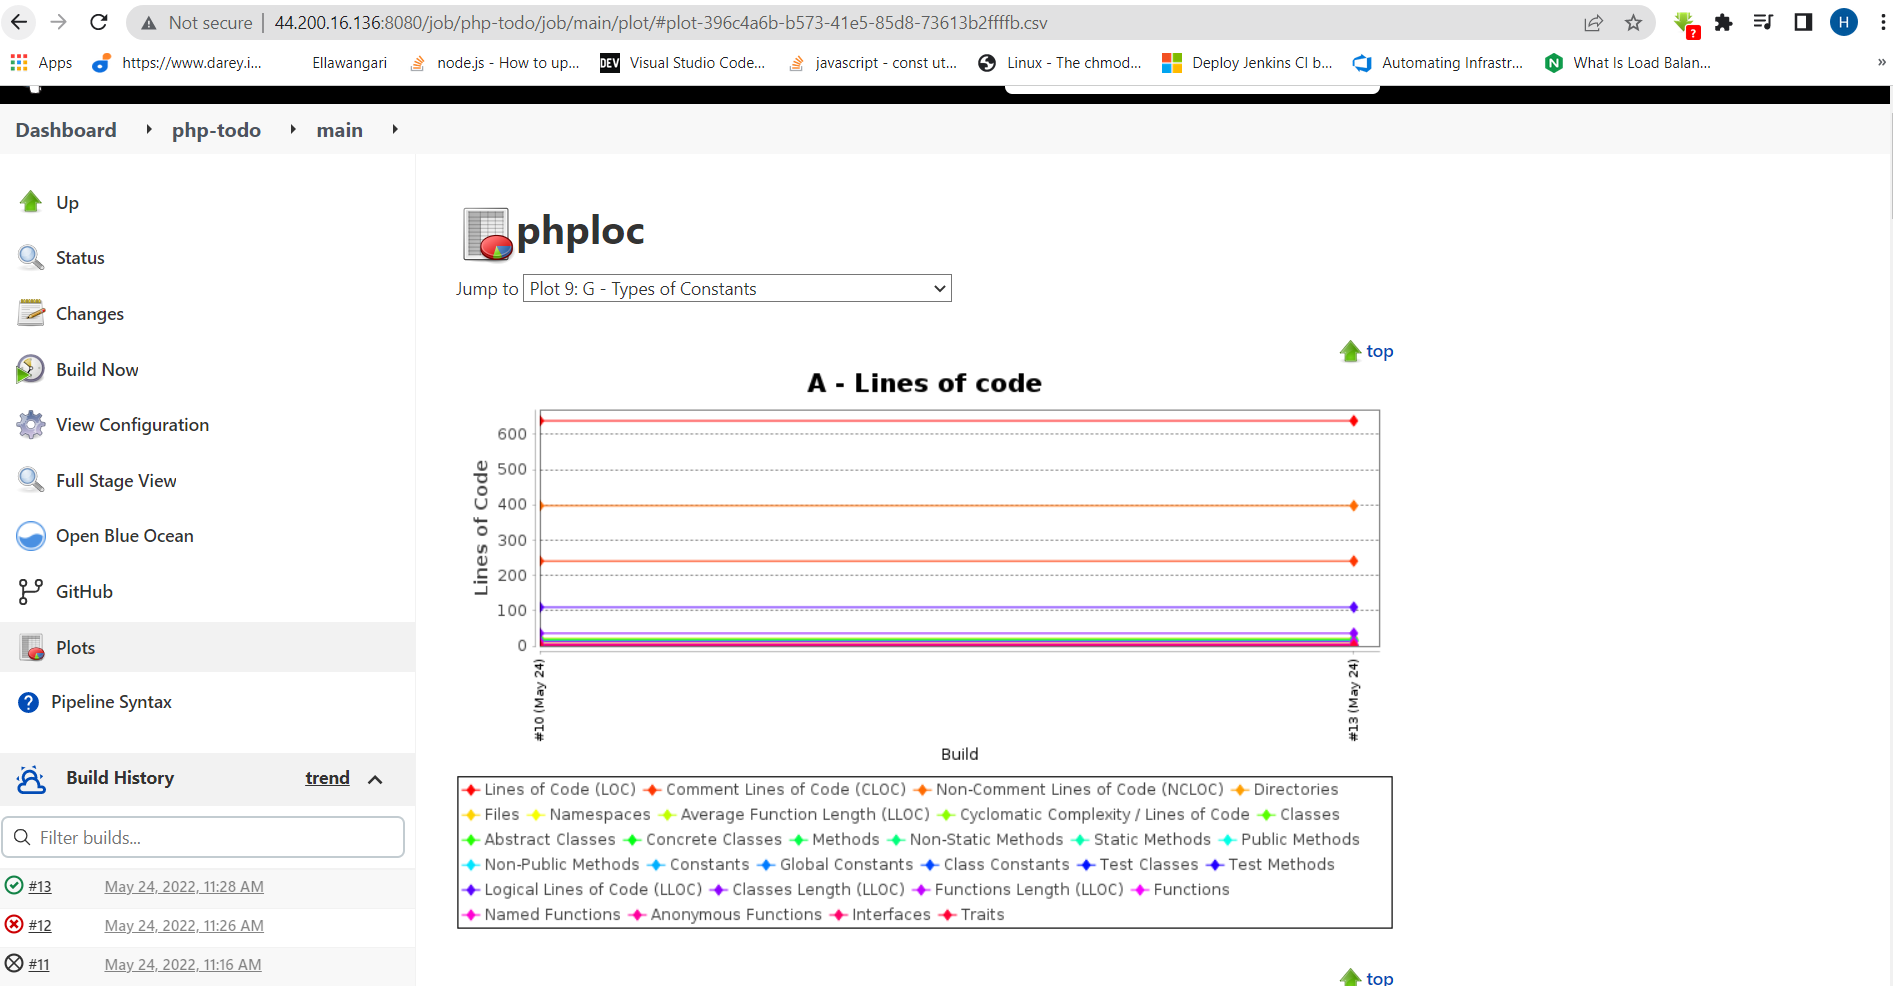 Not secure | 44.200.16.136:8080/job/php-todo/job/main/plot/#plot-396c4a6b-b573-41e5-85d8-73613b2ffffb.csv
? H
Apps https://www.darey.i... Ellawangari node.js - How to up... DEV Visual Studio Code... javascript - const ut... Linux - The chmod... Deploy Jenkins CI b... Automating Infrastr... N What Is Load Balan... »
Dashboard php-todo main
Up
Status
Changes
Build Now
View Configuration
Full Stage View
Open Blue Ocean
GitHub
Plots
? Pipeline Syntax
Build History trend
Filter builds...
#13 May 24, 2022, 11:28 AM
#12 May 24, 2022, 11:26 AM
#11 May 24, 2022, 11:16 AM
phploc
Jump to Plot 9: G - Types of Constants
top
A - Lines of code
Lines of Code
600
500
400
300
200
100
0
#10 (May 24)
#13 (May 24)
Build
Lines of Code (LOC) Comment Lines of Code (CLOC) Non-Comment Lines of Code (NCLOC) Directories
Files Namespaces Average Function Length (LLOC) Cyclomatic Complexity / Lines of Code Classes
Abstract Classes Concrete Classes Methods Non-Static Methods Static Methods Public Methods
Non-Public Methods Constants Global Constants Class Constants Test Classes Test Methods
Logical Lines of Code (LLOC) Classes Length (LLOC) Functions Length (LLOC) Functions
Named Functions Anonymous Functions Interfaces Traits
top